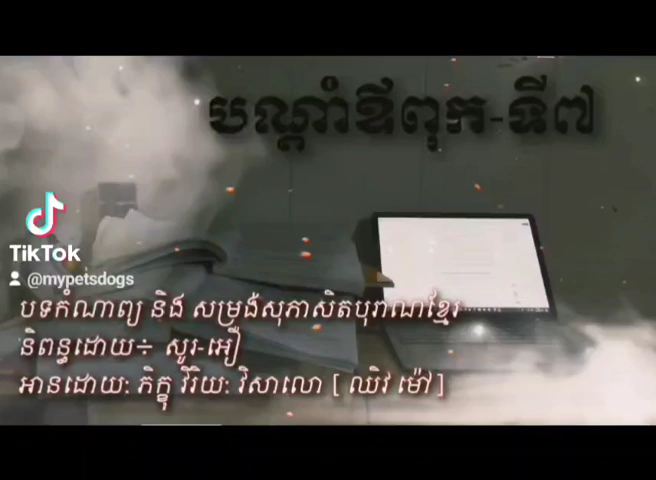 បណ្ដាំឪពុក-ទី៧
TikTok
@mypetsdogs
បទកំណាព្យ និង សម្រង់សុភាសិតបុរាណខ្មែរ
និពន្ធដោយ÷ សួរ-អឿ
អានដោយ: ភិក្ខុ វិរិយ: វិសាលោ [ ឈិវ ម៉ៅ ]